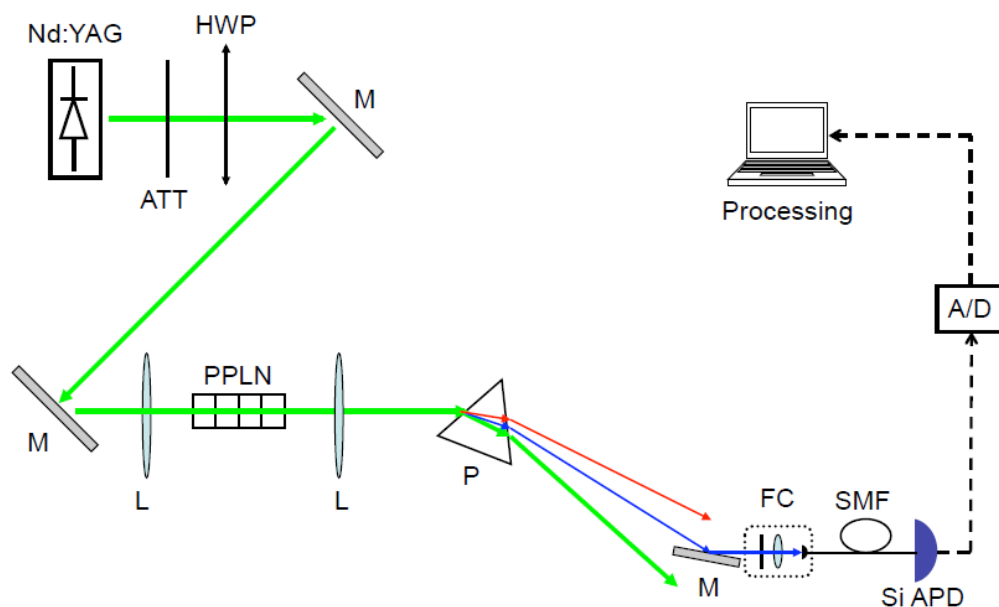 Nd:YAG
HWP
M
ATT
Processing
A/D
M
L
PPLN
L
P
FC
SMF
M
Si APD